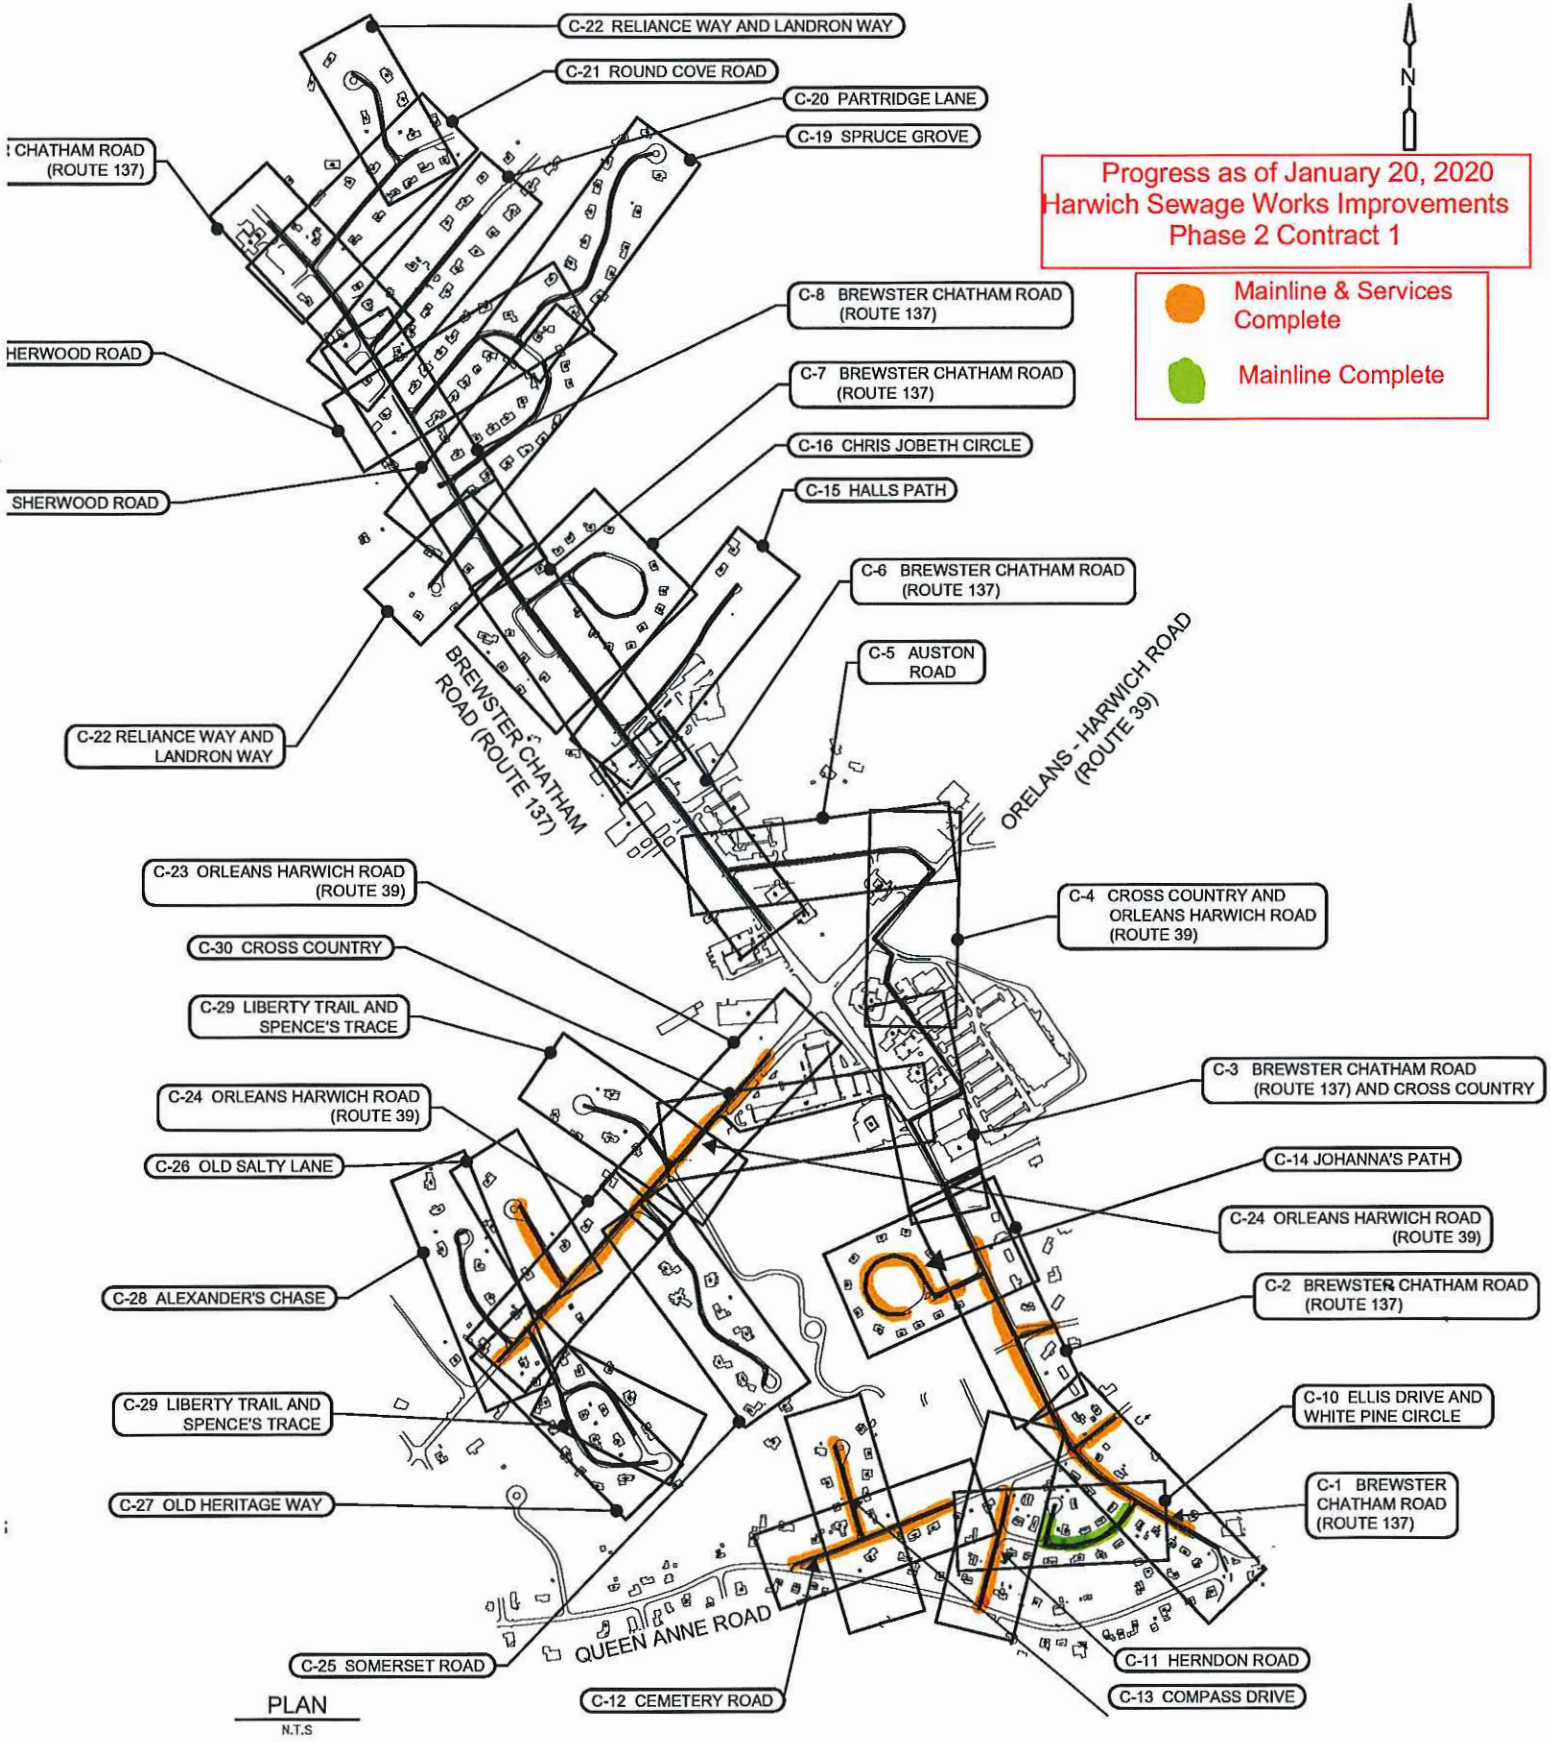 C-22 RELIANCE WAY AND LANDRON WAY
C-21 ROUND COVE ROAD
C-20 PARTRIDGE LANE
C-19 SPRUCE GROVE
N
CHATHAM ROAD
(ROUTE 137)
Progress as of January 20, 2020
Harwich Sewage Works Improvements
Phase 2 Contract 1
Mainline & Services
Complete
Mainline Complete
C-8 BREWSTER CHATHAM ROAD
(ROUTE 137)
HERWOOD ROAD
C-7 BREWSTER CHATHAM ROAD
(ROUTE 137)
C-16 CHRIS JOBETH CIRCLE
C-15 HALLS PATH
SHERWOOD ROAD
C-6 BREWSTER CHATHAM ROAD
(ROUTE 137)
C-5 AUSTON
ROAD
ORELANS - HARWICH ROAD
(ROUTE 39)
BREWSTER CHATHAM
ROAD (ROUTE 137)
(ROUTE 137)
C-22 RELIANCE WAY AND
LANDRON WAY
C-23 ORLEANS HARWICH ROAD
(ROUTE 39)
C-4 CROSS COUNTRY AND
ORLEANS HARWICH ROAD
(ROUTE 39)
C-30 CROSS COUNTRY
C-29 LIBERTY TRAIL AND
SPENCE'S TRACE
C-3 BREWSTER CHATHAM ROAD
(ROUTE 137) AND CROSS COUNTRY
C-24 ORLEANS HARWICH ROAD
(ROUTE 39)
C-26 OLD SALTY LANE
C-14 JOHANNA'S PATH
C-24 ORLEANS HARWICH ROAD
(ROUTE 39)
C-28 ALEXANDER'S CHASE
C-2 BREWSTER CHATHAM ROAD
(ROUTE 137)
C-29 LIBERTY TRAIL AND
SPENCE'S TRACE
C-10 ELLIS DRIVE AND
WHITE PINE CIRCLE
C-27 OLD HERITAGE WAY
C-1 BREWSTER
CHATHAM ROAD
(ROUTE 137)
QUEEN ANNE ROAD
C-25 SOMERSET ROAD
C-11 HERNDON ROAD
C-12 CEMETERY ROAD
C-13 COMPASS DRIVE
PLAN
N.T.S